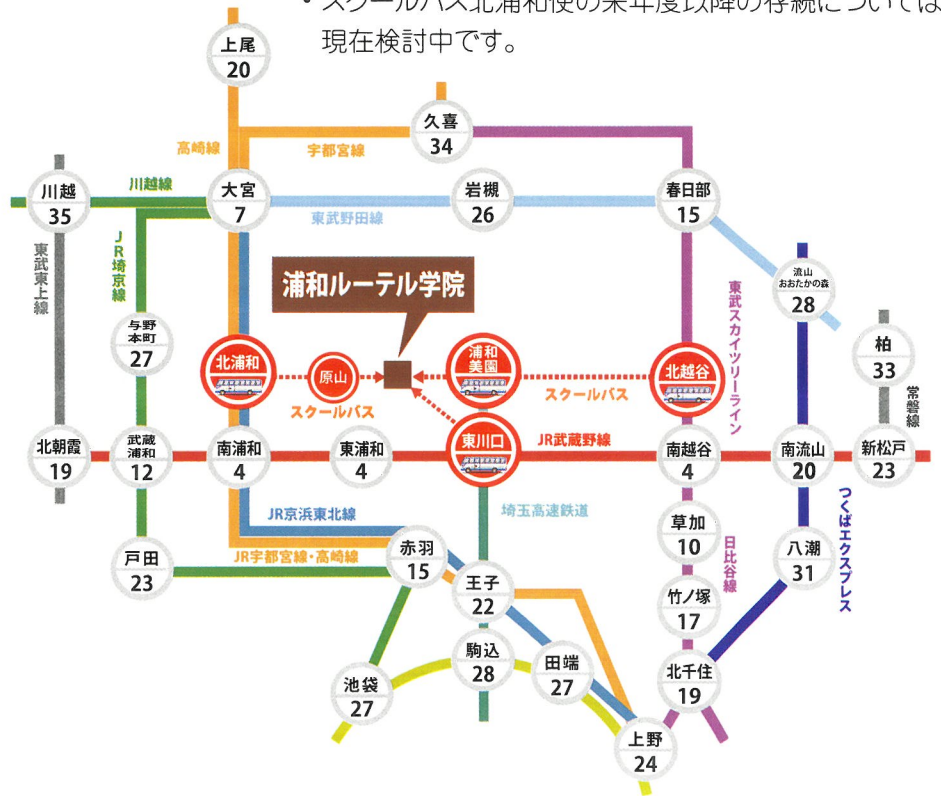 ・スクールバス北浦和便の来年度以降の存続については
現在検討中です。
上尾
20
高崎線
宇都宮線
久喜
34
川越
35
川越線
大宮
7
東武野田線
岩槻
26
春日部
15
東武東上線
JR埼京線
浦和ルーテル学院
東武スカイツリーライン
流山
おおたかの森
28
与野
本町
27
北浦和
原山
スクールバス
浦和
美園
スクールバス
北越谷
柏
33
常磐線
北朝霞
19
武蔵
浦和
12
南浦和
4
東浦和
4
東川口
JR武蔵野線
南越谷
4
南流山
20
新松戸
23
JR京浜東北線
JR宇都宮線・高崎線
埼玉高速鉄道
草加
10
日比谷線
つくばエクスプレス
戸田
23
赤羽
15
王子
22
竹ノ塚
17
八潮
31
池袋
27
駒込
28
田端
27
北千住
19
上野
24